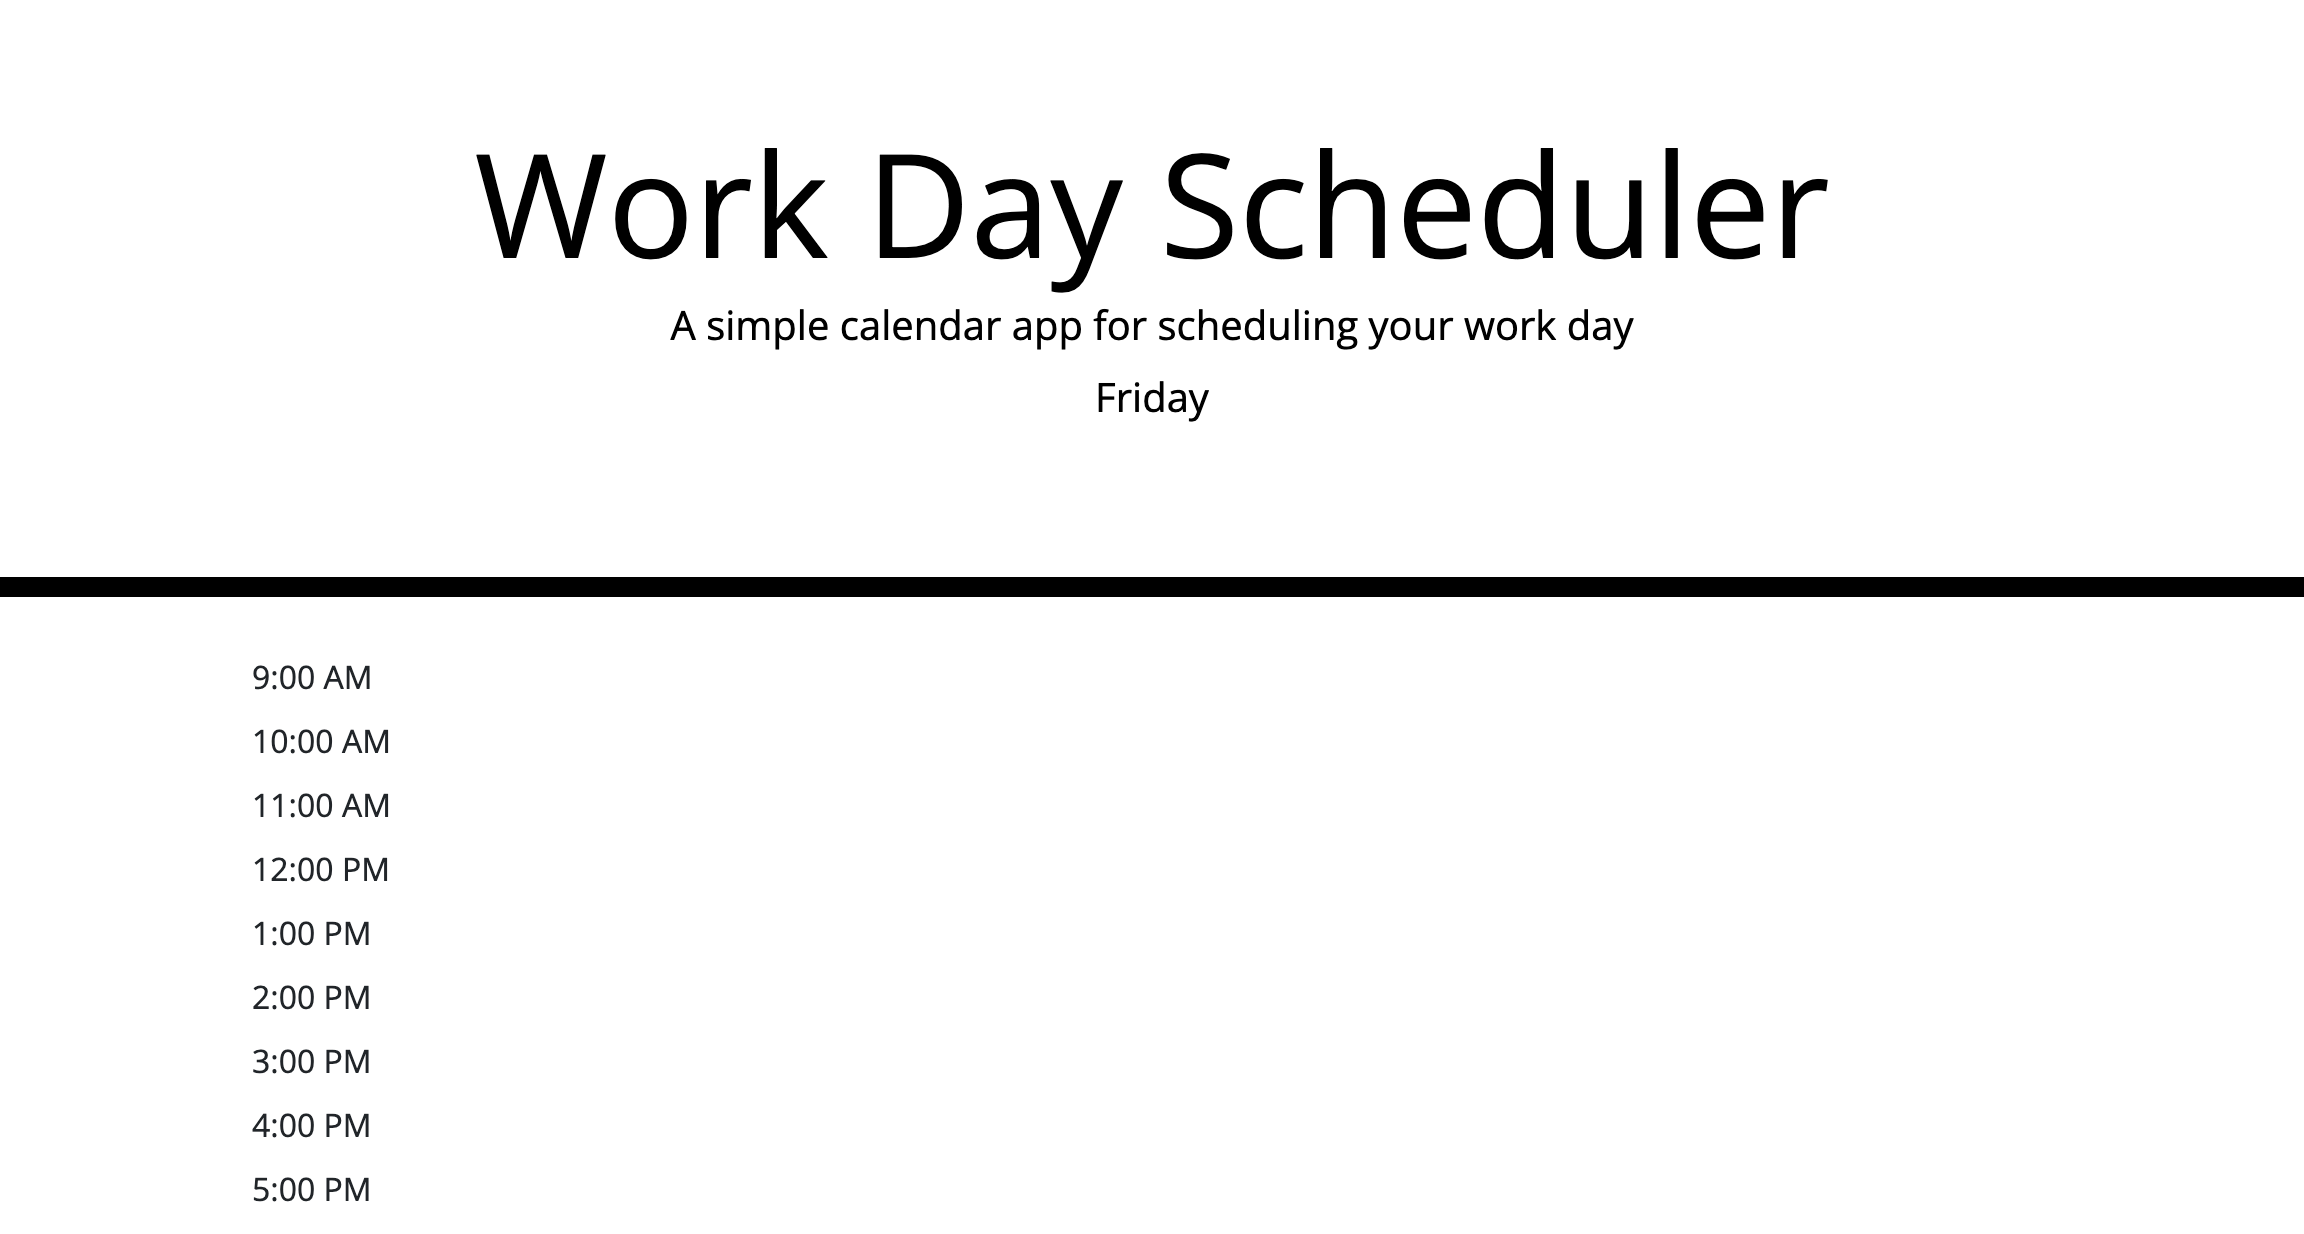 Work Day Scheduler
A simple calendar app for scheduling your work day
Friday
9:00 AM
10:00 AM
11:00 AM
12:00 PM
1:00 PM
2:00 PM
3:00 PM
4:00 PM
5:00 PM